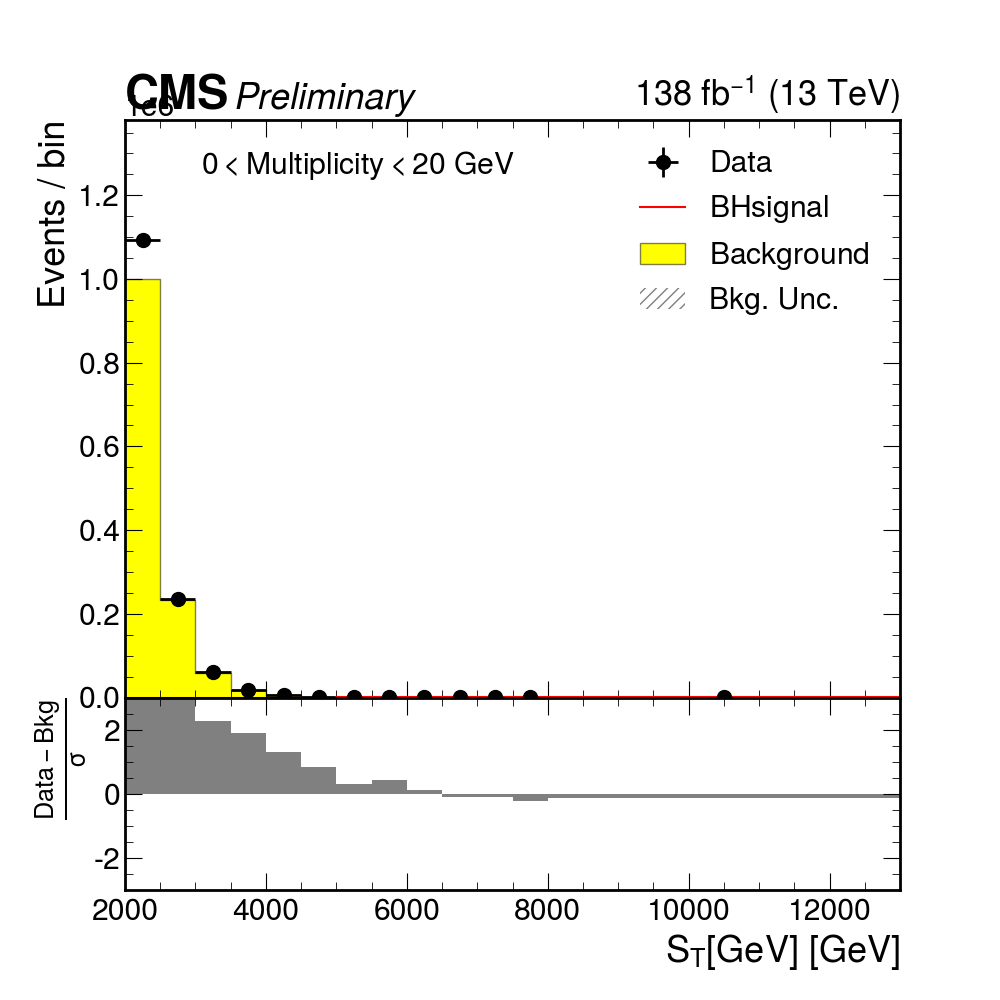 CMS Preliminary 138 fb⁻¹ (13 TeV)
1e6
Events / bin
0 < Multiplicity < 20 GeV
Data
BHsignal
Background
Bkg. Unc.
1.2
1.0
0.8
0.6
0.4
0.2
0.0
Data – Bkg
σ
2
0
-2
2000 4000 6000 8000 10000 12000
S_T[GeV] [GeV]